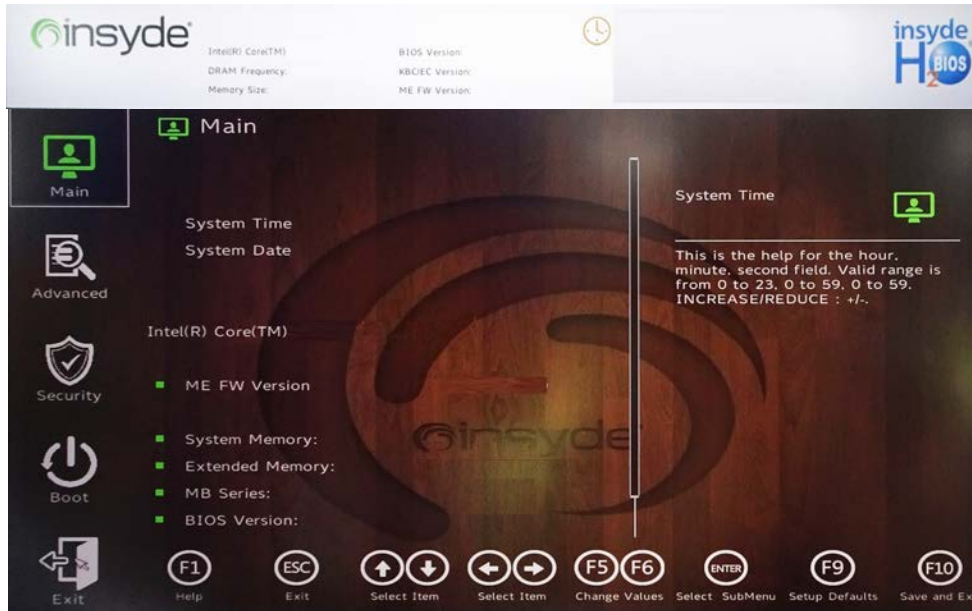 insyde
Intel(R) Core(TM)
DRAM Frequency:
Memory Size:
BIOS Version:
KBC/EC Version:
ME FW Version:
insyde
H2O
BIOS
Main
Main
System Time
System Date
Intel(R) Core(TM)
ME FW Version
System Memory:
Extended Memory:
MB Series:
BIOS Version:
insyde
Advanced
Security
Boot
Exit
System Time
This is the help for the hour,
minute, second field. Valid range is
from 0 to 23, 0 to 59, 0 to 59.
INCREASE/REDUCE : +/-.
F1
Help
ESC
Exit
Select Item
Select Item
F5 F6
Change Values
ENTER
Select SubMenu
F9
Setup Defaults
F10
Save and Ex